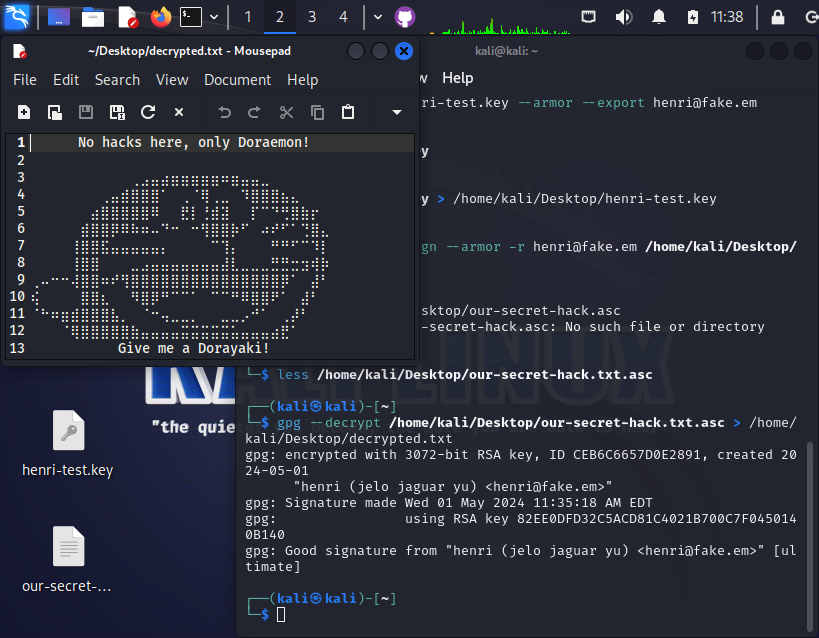 1 2 3 4 11:38
~/Desktop/decrypted.txt - Mousepad
File Edit Search View Document Help
1 No hacks here, only Doraemon!
2
3
4
5
6
7
8
9
10
11
12
13 Give me a Dorayaki!
kali@kali: ~
w Help
ri-test.key --armor --export henri@fake.em
y
y > /home/kali/Desktop/henri-test.key
gn --armor -r henri@fake.em /home/kali/Desktop/
sktop/our-secret-hack.asc
-secret-hack.asc: No such file or directory
└─$ less /home/kali/Desktop/our-secret-hack.txt.asc
┌──(kali㉿kali)-[~]
└─$ gpg --decrypt /home/kali/Desktop/our-secret-hack.txt.asc > /home/
kali/Desktop/decrypted.txt
gpg: encrypted with 3072-bit RSA key, ID CEB6C6657D0E2891, created 20
24-05-01
"henri (jelo jaguar yu) <henri@fake.em>"
gpg: Signature made Wed 01 May 2024 11:35:18 AM EDT
gpg: using RSA key 82EE0DFD32C5ACD81C4021B700C7F045014
0B140
gpg: Good signature from "henri (jelo jaguar yu) <henri@fake.em>" [ul
timate]
┌──(kali㉿kali)-[~]
└─$
"the quie
henri-test.key
our-secret-...